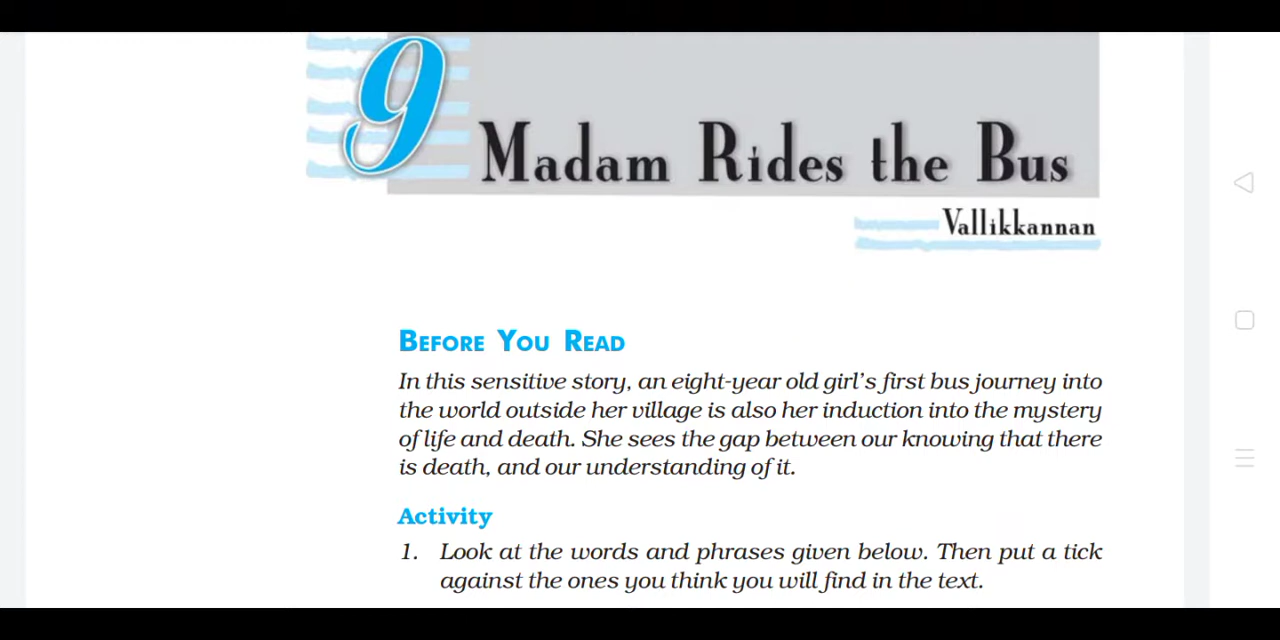 9
Madam Rides the Bus
Vallikkannan
BEFORE YOU READ
In this sensitive story, an eight-year old girl's first bus journey into
the world outside her village is also her induction into the mystery
of life and death. She sees the gap between our knowing that there
is death, and our understanding of it.
Activity
1. Look at the words and phrases given below. Then put a tick
against the ones you think you will find in the text.